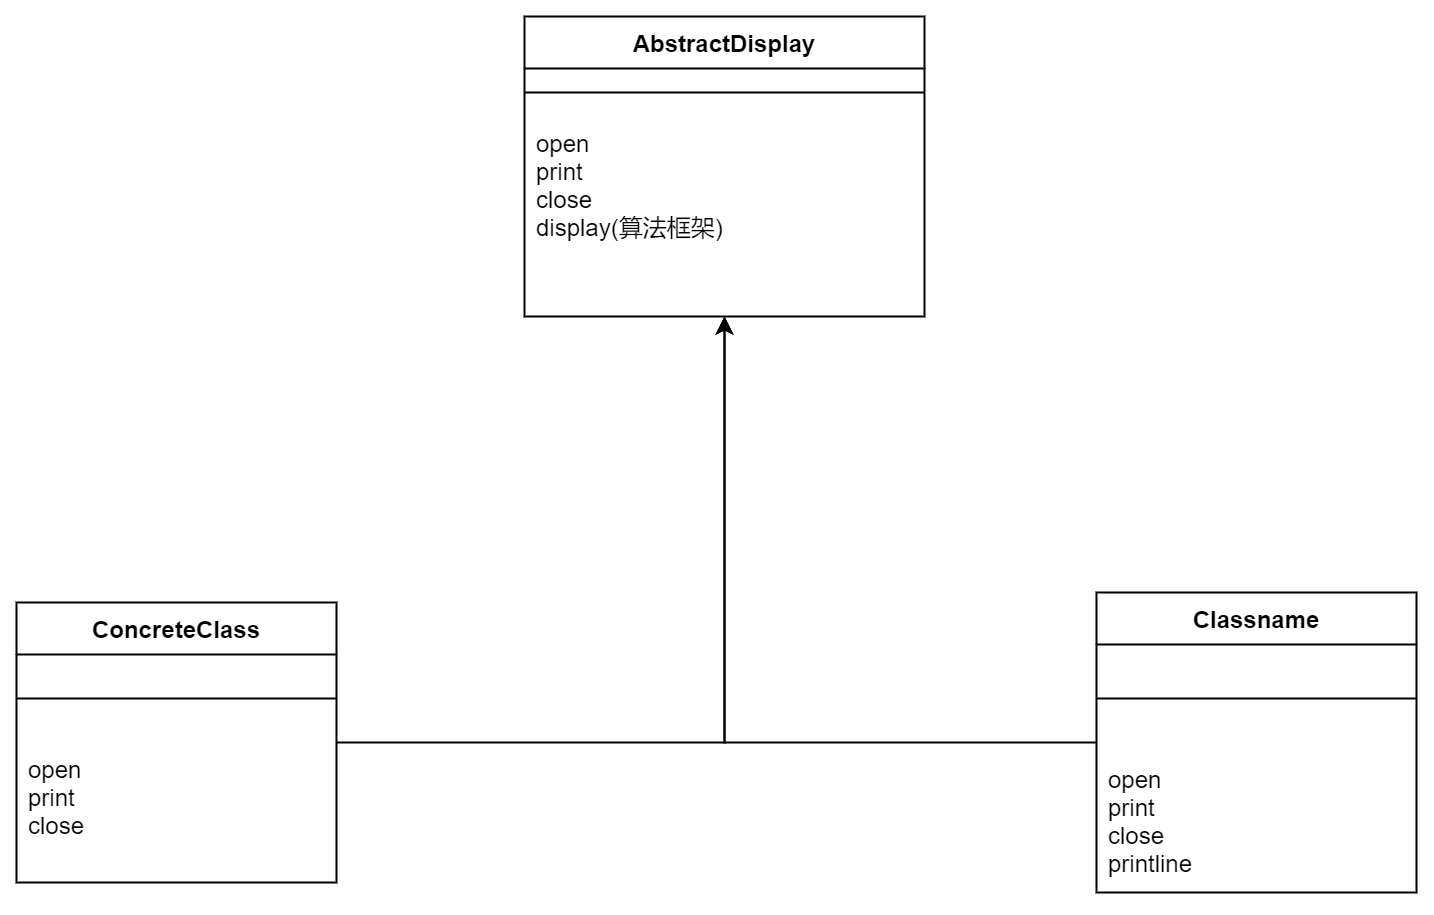 AbstractDisplay
open
print
close
display(算法框架)
ConcreteClass
open
print
close
Classname
open
print
close
printline